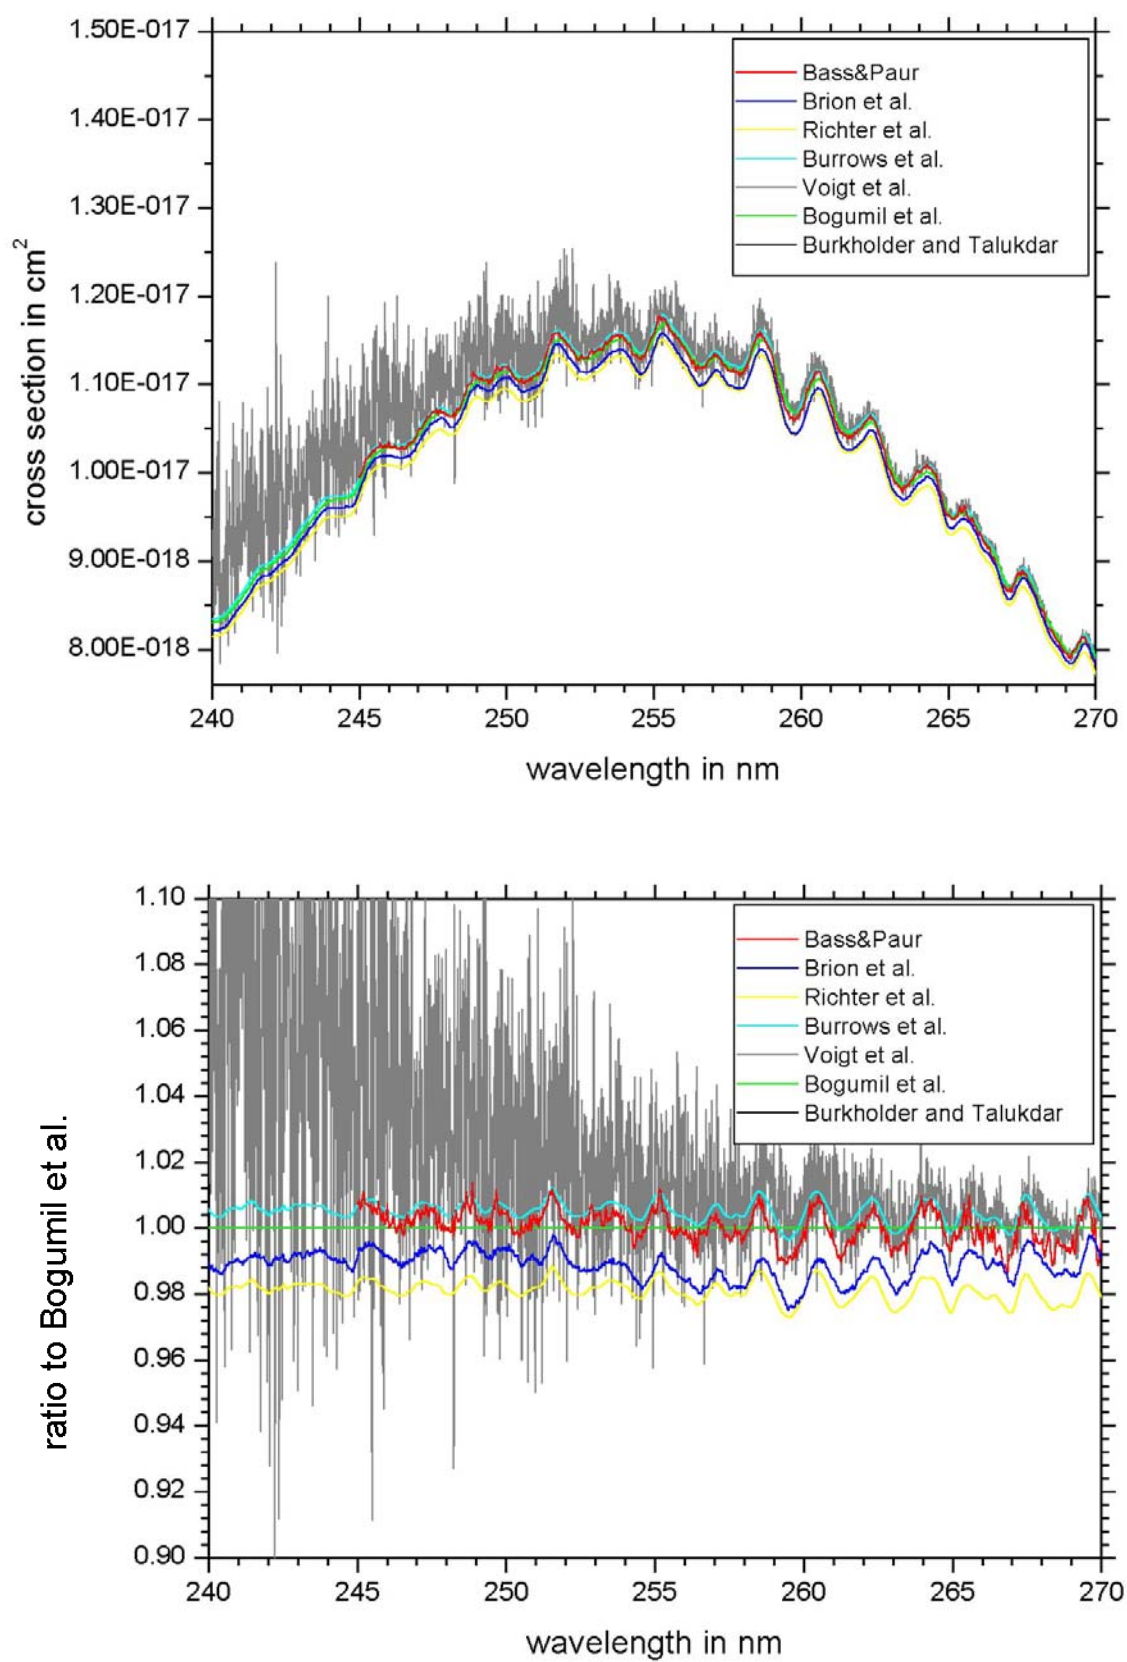 1.50E-017
1.40E-017
1.30E-017
1.20E-017
1.10E-017
1.00E-017
9.00E-018
8.00E-018
cross section in cm²
Bass&Paur
Brion et al.
Richter et al.
Burrows et al.
Voigt et al.
Bogumil et al.
Burkholder and Talukdar
240 245 250 255 260 265 270
wavelength in nm
1.10
1.08
1.06
1.04
1.02
1.00
0.98
0.96
0.94
0.92
0.90
ratio to Bogumil et al.
Bass&Paur
Brion et al.
Richter et al.
Burrows et al.
Voigt et al.
Bogumil et al.
Burkholder and Talukdar
240 245 250 255 260 265 270
wavelength in nm